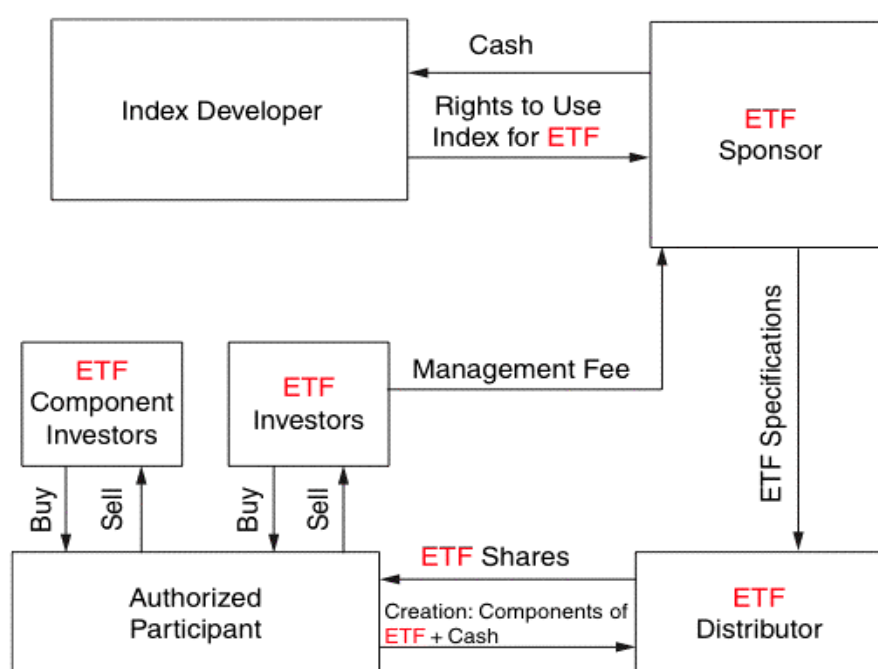 Cash
Index Developer
Rights to Use
Index for ETF
ETF
Sponsor
ETF
Component
Investors
ETF
Investors
Management Fee
ETF Specifications
Buy
Sell
Buy
Sell
Authorized
Participant
ETF Shares
Creation: Components of
ETF + Cash
ETF
Distributor